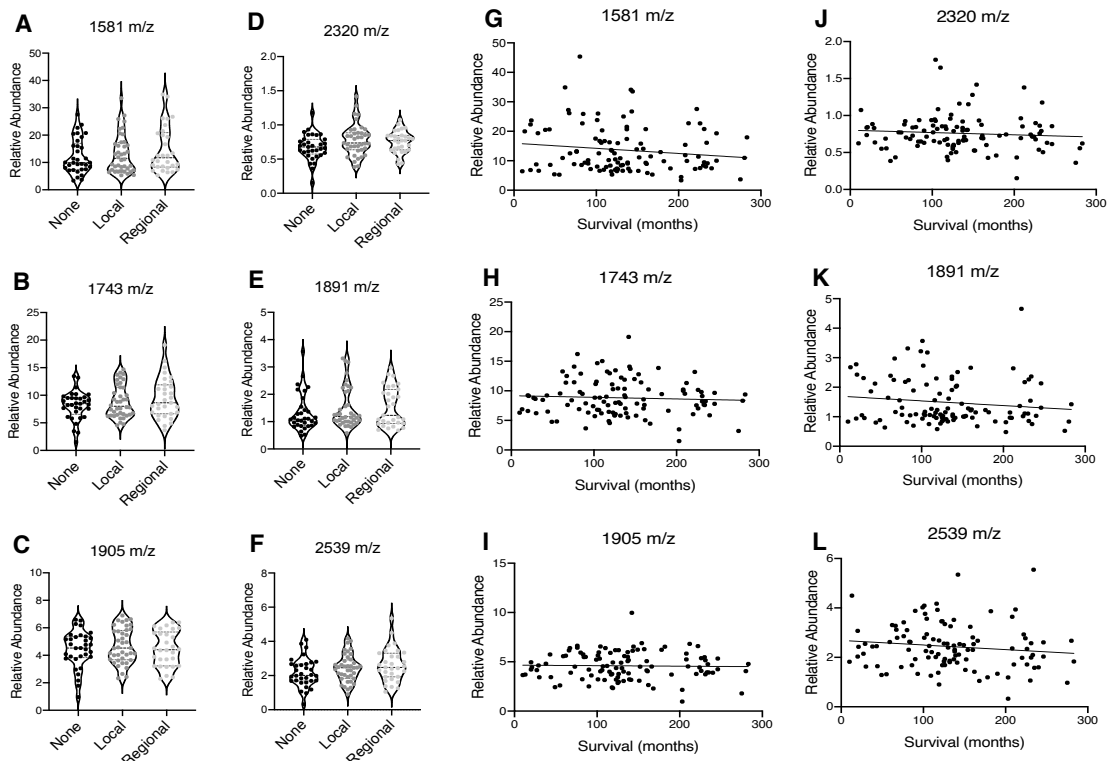 A
1581 m/z
Relative Abundance
50
40
30
20
10
0
None
Local
Regional
D
2320 m/z
Relative Abundance
2.0
1.5
1.0
0.5
0.0
None
Local
Regional
G
1581 m/z
Relative Abundance
50
40
30
20
10
0
0
100
200
300
Survival (months)
J
2320 m/z
Relative Abundance
2.0
1.5
1.0
0.5
0.0
0
100
200
300
Survival (months)
B
1743 m/z
Relative Abundance
25
20
15
10
5
0
None
Local
Regional
E
1891 m/z
Relative Abundance
5
4
3
2
1
0
None
Local
Regional
H
1743 m/z
Relative Abundance
25
20
15
10
5
0
0
100
200
300
Survival (months)
K
1891 m/z
Relative Abundance
5
4
3
2
1
0
0
100
200
300
Survival (months)
C
1905 m/z
Relative Abundance
10
8
6
4
2
0
None
Local
Regional
F
2539 m/z
Relative Abundance
8
6
4
2
0
None
Local
Regional
I
1905 m/z
Relative Abundance
15
10
5
0
0
100
200
300
Survival (months)
L
2539 m/z
Relative Abundance
6
4
2
0
0
100
200
300
Survival (months)